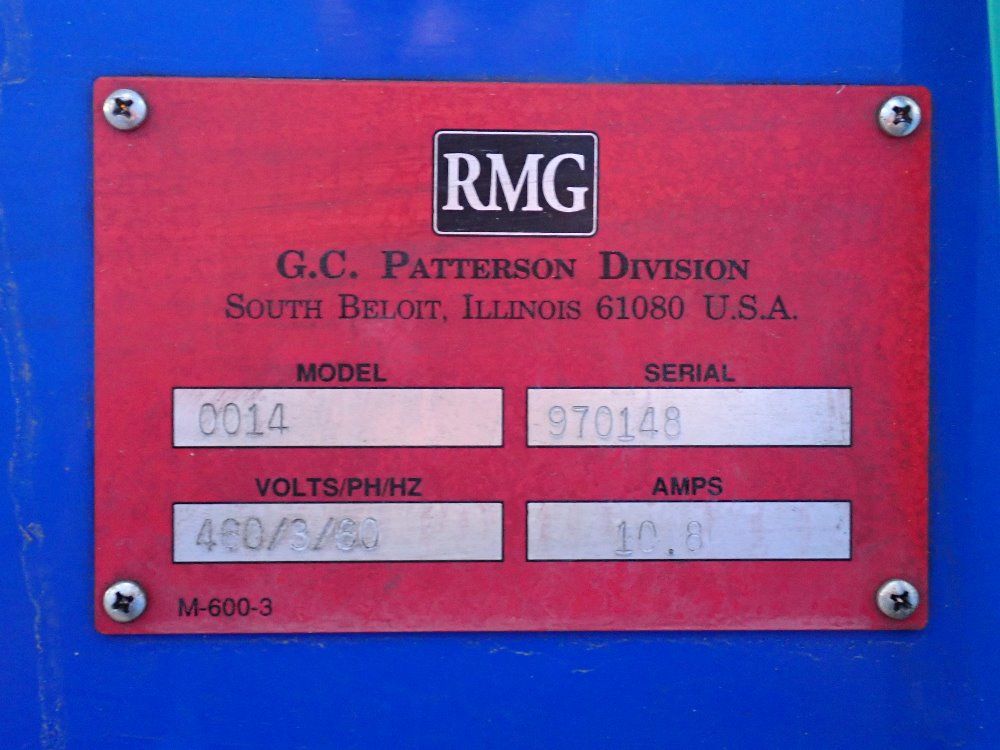 RMG
G.C. PATTERSON DIVISION
SOUTH BELOIT, ILLINOIS 61080 U.S.A.
MODEL SERIAL
0014 970148
VOLTS/PH/HZ AMPS
460/3/60 10.8
M-600-3